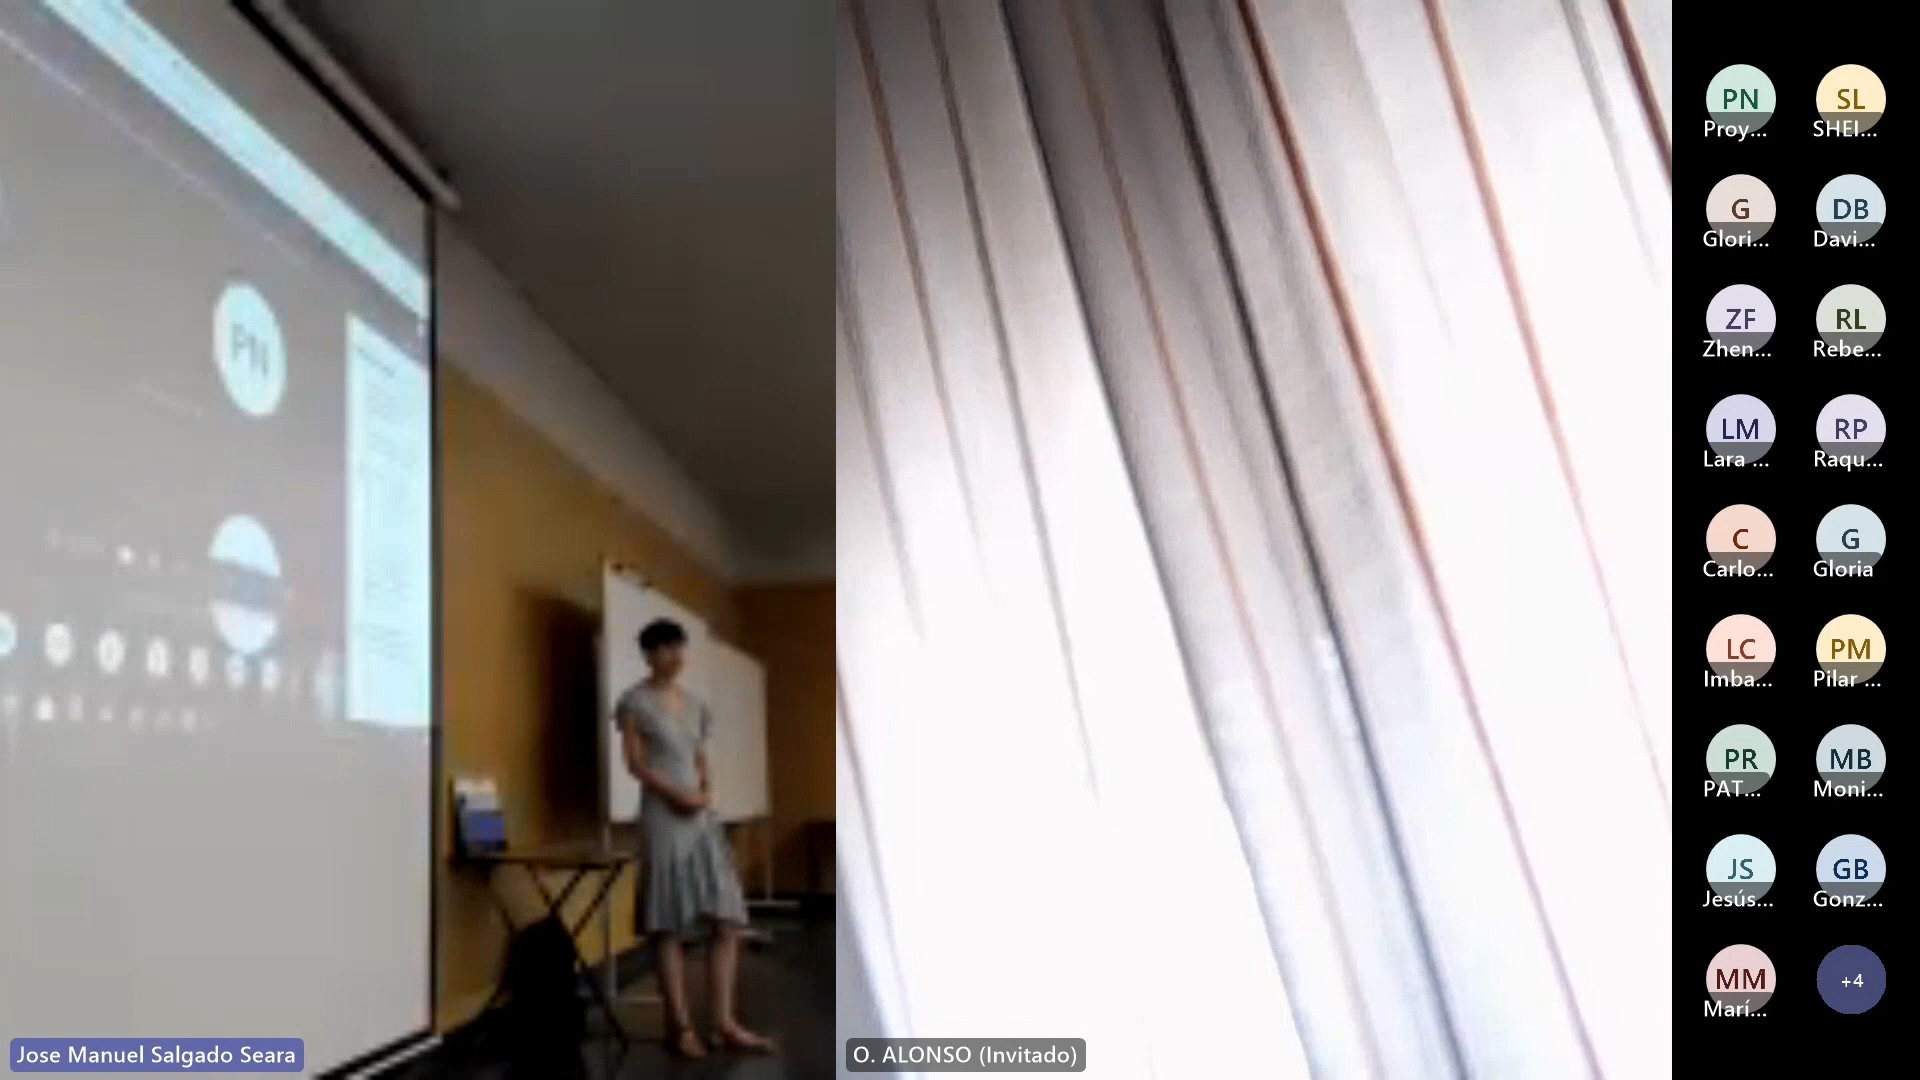 PN
Jose Manuel Salgado Seara
O. ALONSO (Invitado)
PN
Proy...
SL
SHEI...
G
Glori...
DB
Davi...
ZF
Zhen...
RL
Rebe...
LM
Lara ...
RP
Raqu...
C
Carlo...
G
Gloria
LC
Imba...
PM
Pilar ...
PR
PAT...
MB
Moni...
JS
Jesús...
GB
Gonz...
MM
Marí...
+4